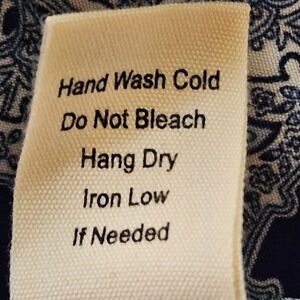 Hand Wash Cold
Do Not Bleach
Hang Dry
Iron Low
If Needed